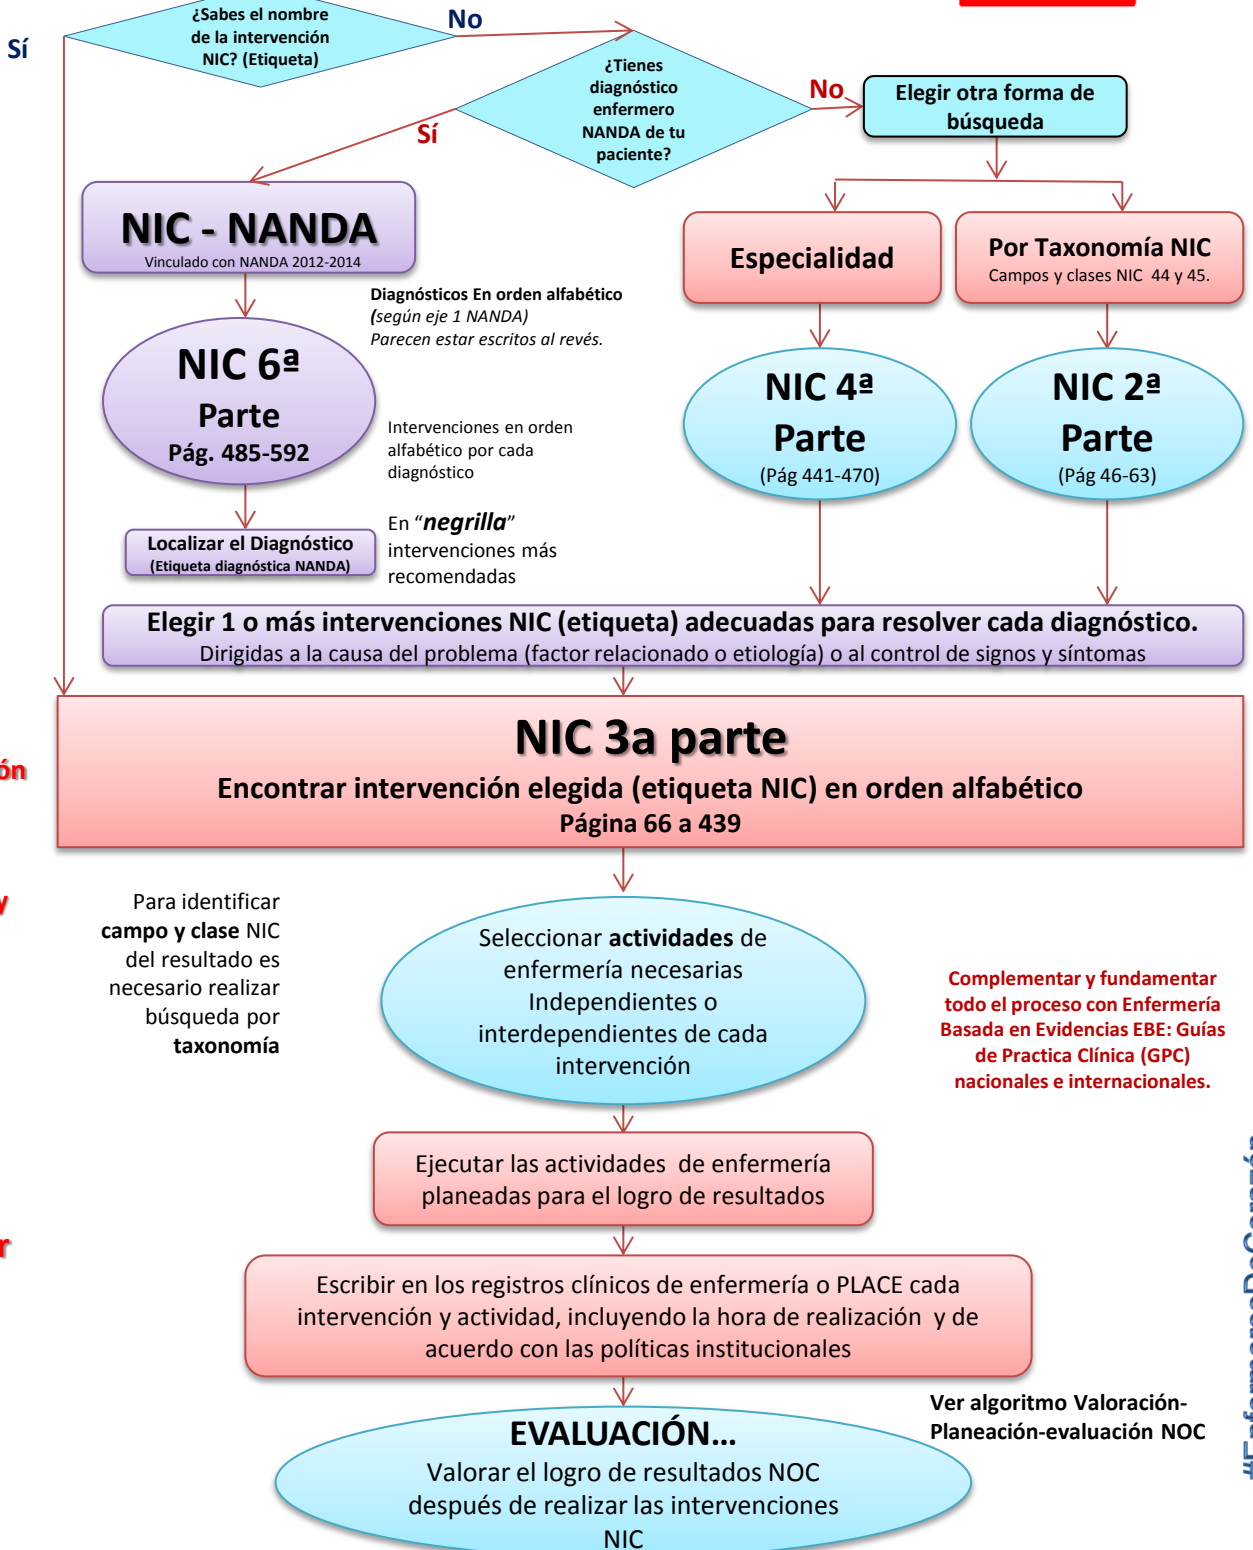 ¿Sabes el nombre
de la intervención
NIC? (Etiqueta)
Sí
No
¿Tienes
diagnóstico
enfermero
NANDA de tu
paciente?
Sí
No
Elegir otra forma de
búsqueda
NIC - NANDA
Vinculado con NANDA 2012-2014
Especialidad
Por Taxonomía NIC
Campos y clases NIC 44 y 45.
Diagnósticos En orden alfabético
(según eje 1 NANDA)
Parecen estar escritos al revés.
NIC 6ª
Parte
Pág. 485-592
NIC 4ª
Parte
(Pág 441-470)
NIC 2ª
Parte
(Pág 46-63)
Intervenciones en orden
alfabético por cada
diagnóstico
En “negrilla”
intervenciones más
recomendadas
Localizar el Diagnóstico
(Etiqueta diagnóstica NANDA)
Elegir 1 o más intervenciones NIC (etiqueta) adecuadas para resolver cada diagnóstico.
Dirigidas a la causa del problema (factor relacionado o etiología) o al control de signos y síntomas
NIC 3a parte
Encontrar intervención elegida (etiqueta NIC) en orden alfabético
Página 66 a 439
ón
y
Para identificar
campo y clase NIC
del resultado es
necesario realizar
búsqueda por
taxonomía
Seleccionar actividades de
enfermería necesarias
Independientes o
interdependientes de cada
intervención
Complementar y fundamentar
todo el proceso con Enfermería
Basada en Evidencias EBE: Guías
de Practica Clínica (GPC)
nacionales e internacionales.
Ejecutar las actividades de enfermería
planeadas para el logro de resultados
r
Escribir en los registros clínicos de enfermería o PLACE cada
intervención y actividad, incluyendo la hora de realización y de
acuerdo con las políticas institucionales
Ver algoritmo Valoración-
Planeación-evaluación NOC
EVALUACIÓN...
Valorar el logro de resultados NOC
después de realizar las intervenciones
NIC